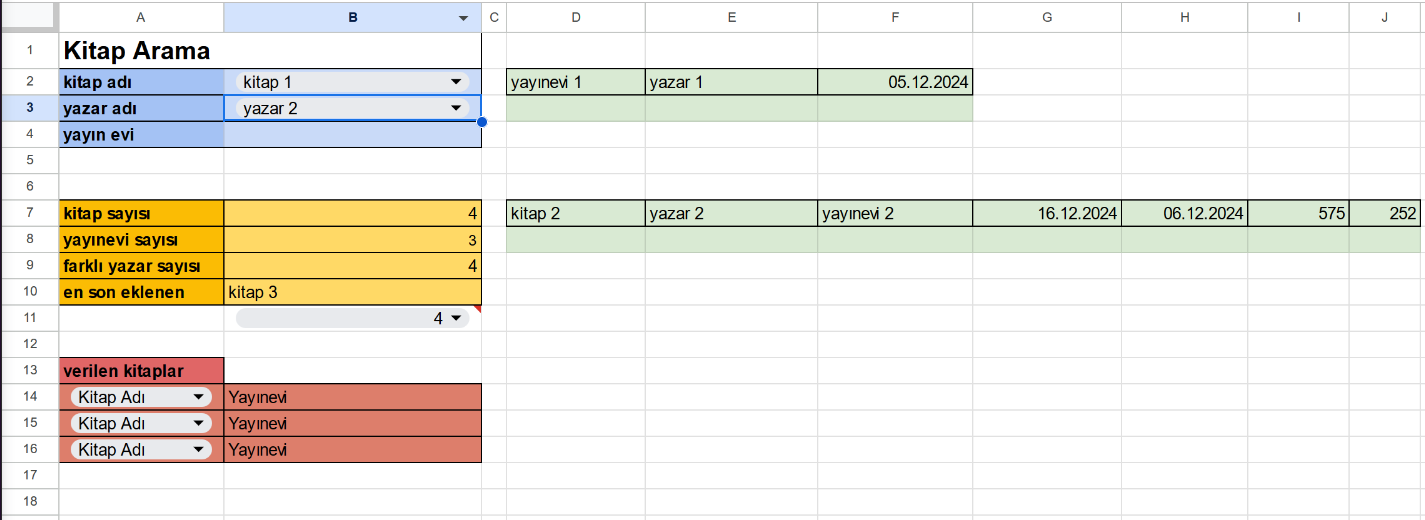 A B C D E F G H I J
1 Kitap Arama
2 kitap adı kitap 1 yayınevi 1 yazar 1 05.12.2024
3 yazar adı yazar 2
4 yayın evi
5
6
7 kitap sayısı 4 kitap 2 yazar 2 yayınevi 2 16.12.2024 06.12.2024 575 252
8 yayınevi sayısı 3
9 farklı yazar sayısı 4
10 en son eklenen kitap 3
11 4
12
13 verilen kitaplar
14 Kitap Adı Yayınevi
15 Kitap Adı Yayınevi
16 Kitap Adı Yayınevi
17
18